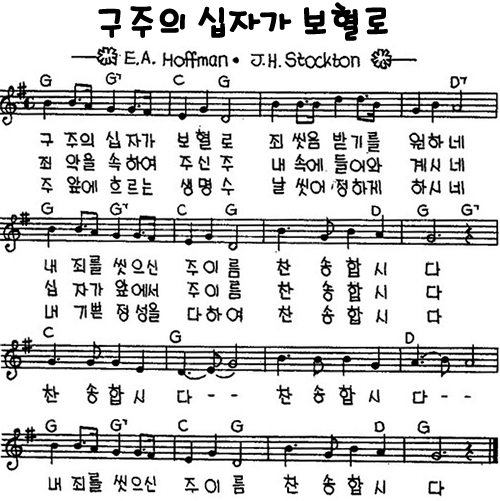 구주의 십자가 보혈로
E.A. Hoffman • J.H. Stockton
G G7 C G G D7
구 주의 십자가 보혈로 죄 씻음 받기를 원하네
죄 악을 속하여 주신주 내 속에 들어와 계시네
주 앞에 흐르는 생명수 날 씻어 정하게 하시네
G G7 C G D G G7
내 죄를 씻으신 주이름 찬 송합시 다
십 자가 앞에서 주이름 찬 송합시 다
내 기쁜 정성을 다하여 찬 송합시 다
C G D
찬 송합시 다 - - 찬 송합시 다 - -
G G7 C G D G
내 죄를 씻으신 주이름 찬 송합시 다